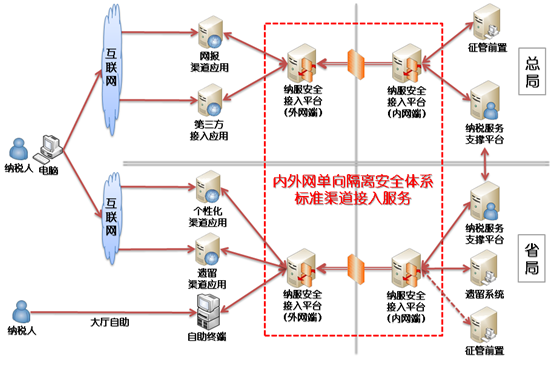 互联网
网报
渠道应用
第三方
接入应用
纳服安全
接入平台
(外网端)
纳服安全
接入平台
(内网端)
征管前置
纳税服务
支撑平台
总局
纳税人
电脑
内外网单向隔离安全体系
标准渠道接入服务
互联网
个性化
渠道应用
遗留
渠道应用
纳服安全
接入平台
(外网端)
纳服安全
接入平台
(内网端)
纳税服务
支撑平台
遗管系统
征管前置
省局
纳税人
大厅自助
自助终端